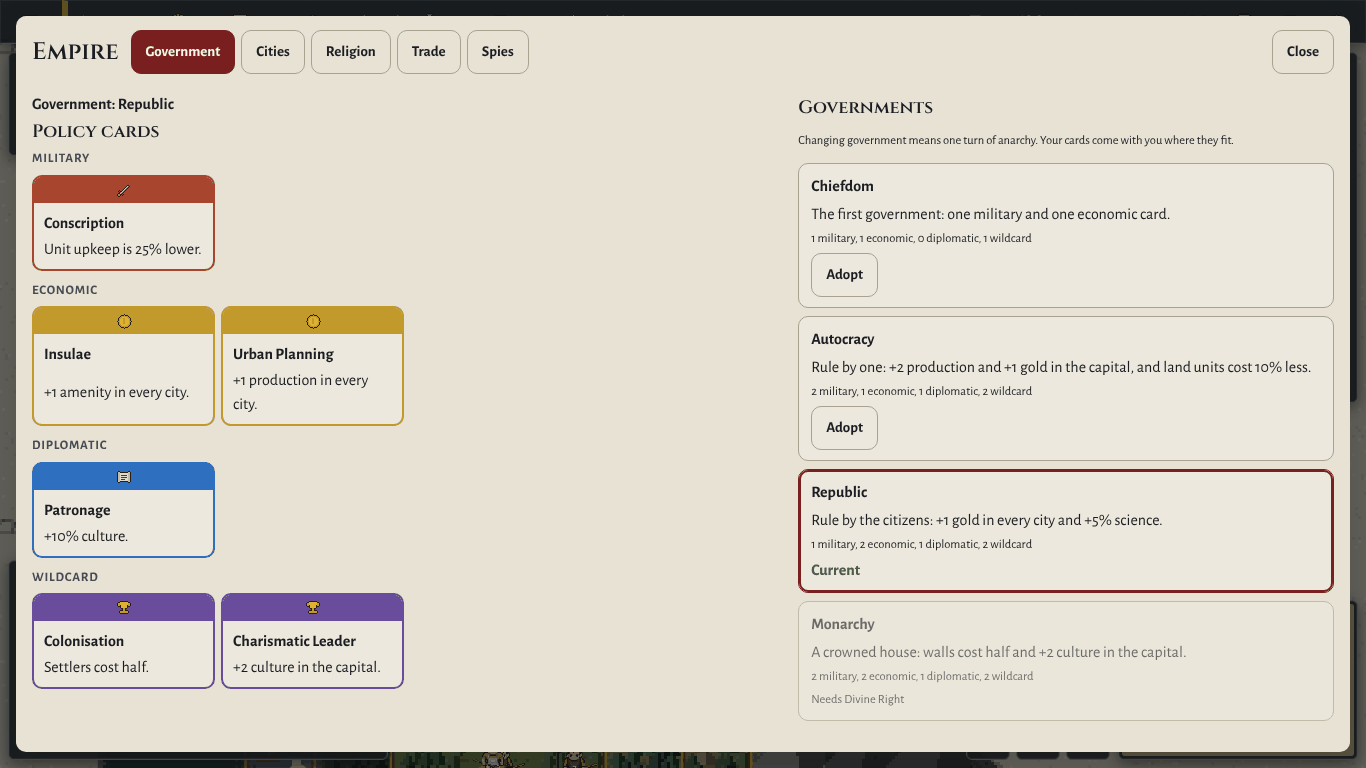 Empire
Government
Cities
Religion
Trade
Spies
Close
Government: Republic
Policy cards
MILITARY
Conscription
Unit upkeep is 25% lower.
ECONOMIC
Insulae
+1 amenity in every city.
Urban Planning
+1 production in every
city.
DIPLOMATIC
Patronage
+10% culture.
WILDCARD
Colonisation
Settlers cost half.
Charismatic Leader
+2 culture in the capital.
Governments
Changing government means one turn of anarchy. Your cards come with you where they fit.
Chiefdom
The first government: one military and one economic card.
1 military, 1 economic, 0 diplomatic, 1 wildcard
Adopt
Autocracy
Rule by one: +2 production and +1 gold in the capital, and land units cost 10% less.
2 military, 1 economic, 1 diplomatic, 2 wildcard
Adopt
Republic
Rule by the citizens: +1 gold in every city and +5% science.
1 military, 2 economic, 1 diplomatic, 2 wildcard
Current
Monarchy
A crowned house: walls cost half and +2 culture in the capital.
2 military, 2 economic, 1 diplomatic, 2 wildcard
Needs Divine Right